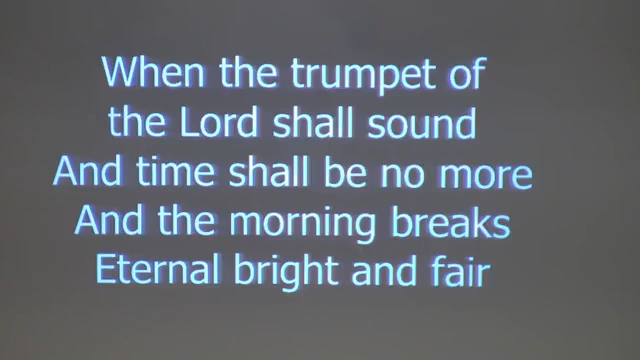 When the trumpet of
the Lord shall sound
And time shall be no more
And the morning breaks
Eternal bright and fair